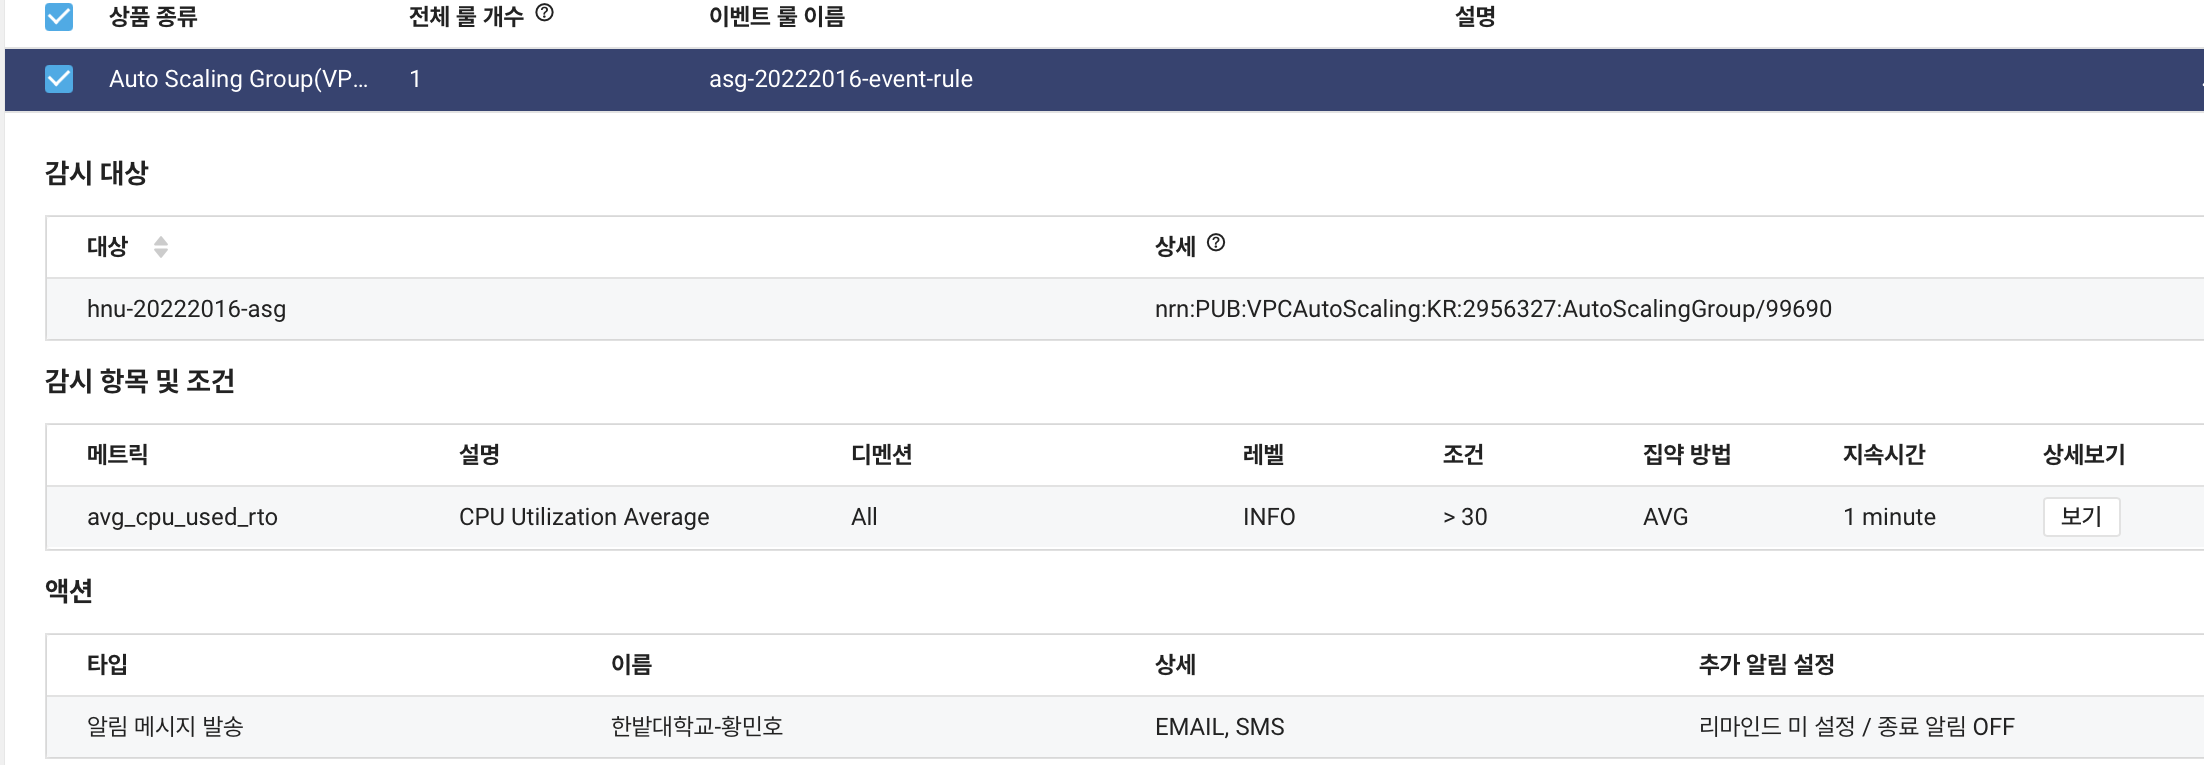 상품 종류 전체 룰 개수 이벤트 룰 이름 설명
Auto Scaling Group(VP... 1 asg-20222016-event-rule
감시 대상
대상 상세
hnu-20222016-asg nrn:PUB:VPCAutoScaling:KR:2956327:AutoScalingGroup/99690
감시 항목 및 조건
메트릭 설명 디멘션 레벨 조건 집약 방법 지속시간 상세보기
avg_cpu_used_rto CPU Utilization Average All INFO > 30 AVG 1 minute 보기
액션
타입 이름 상세 추가 알림 설정
알림 메시지 발송 한밭대학교-황민호 EMAIL, SMS 리마인드 미 설정 / 종료 알림 OFF